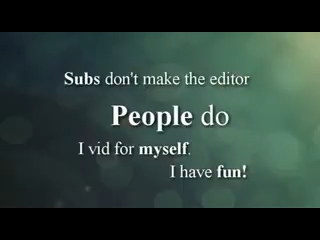 Subs don't make the editor
People do
I vid for myself.
I have fun!